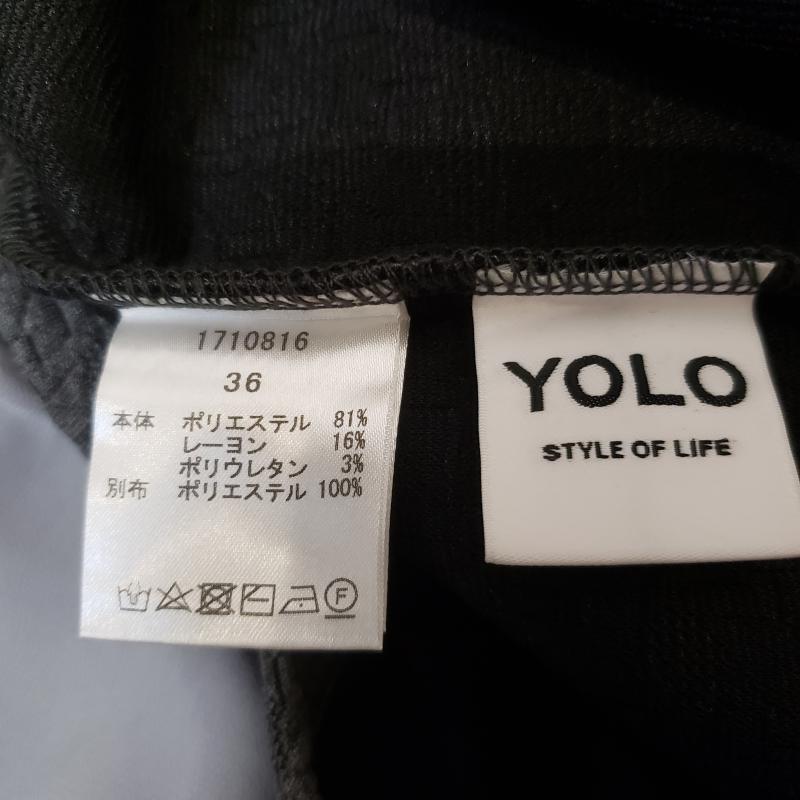 1710816
36
本体 ポリエステル 81%
レーヨン 16%
ポリウレタン 3%
別布 ポリエステル 100%
F
YOLO
STYLE OF LIFE